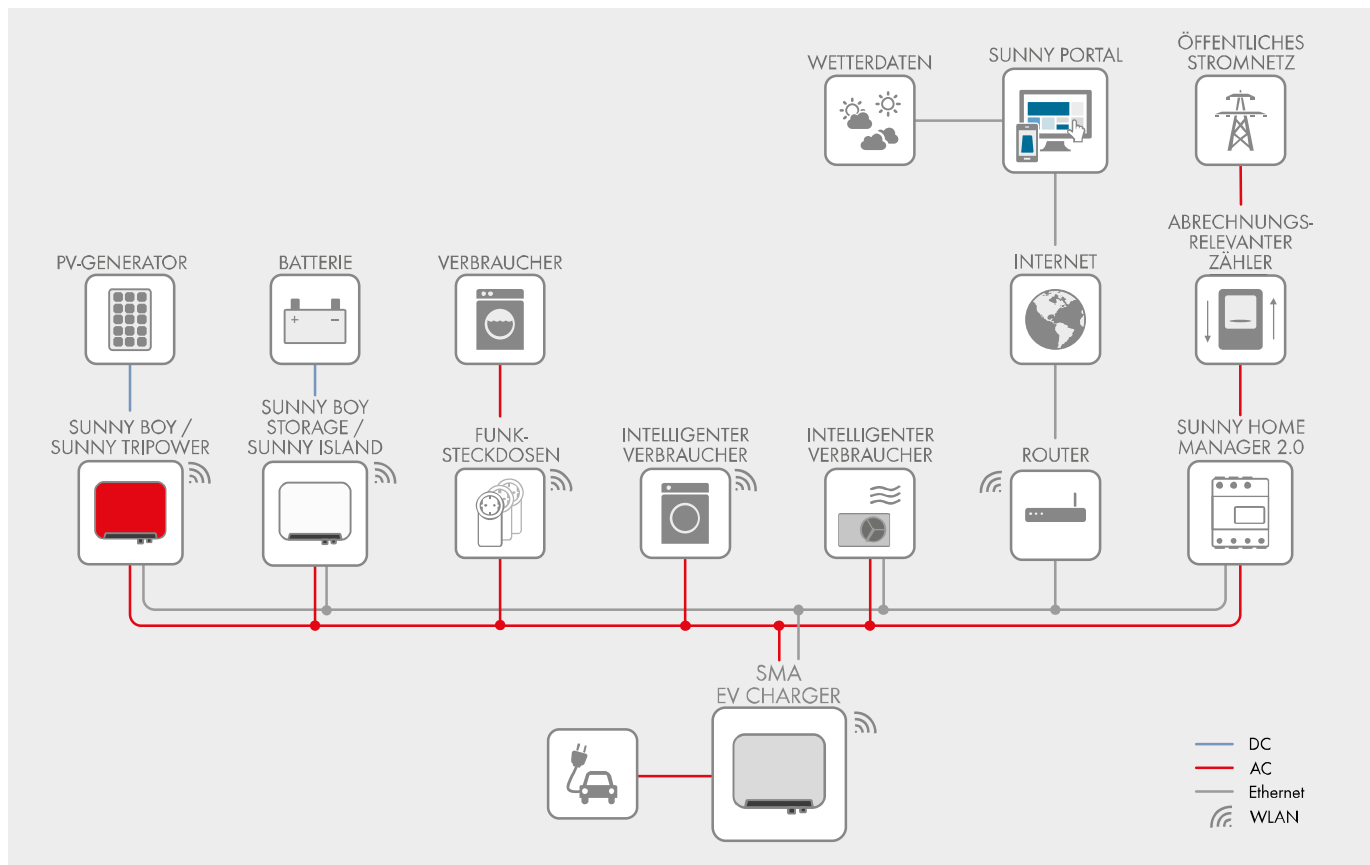 WETTERDATEN
SUNNY PORTAL
ÖFFENTLICHES
STROMNETZ
PV-GENERATOR
BATTERIE
VERBRAUCHER
INTERNET
ABRECHNUNGS-
RELEVANTER
ZÄHLER
SUNNY BOY /
SUNNY TRIPOWER
SUNNY BOY
STORAGE /
SUNNY ISLAND
FUNK-
STECKDOSEN
INTELLIGENTER
VERBRAUCHER
INTELLIGENTER
VERBRAUCHER
ROUTER
SUNNY HOME
MANAGER 2.0
SMA
EV CHARGER
DC
AC
Ethernet
WLAN